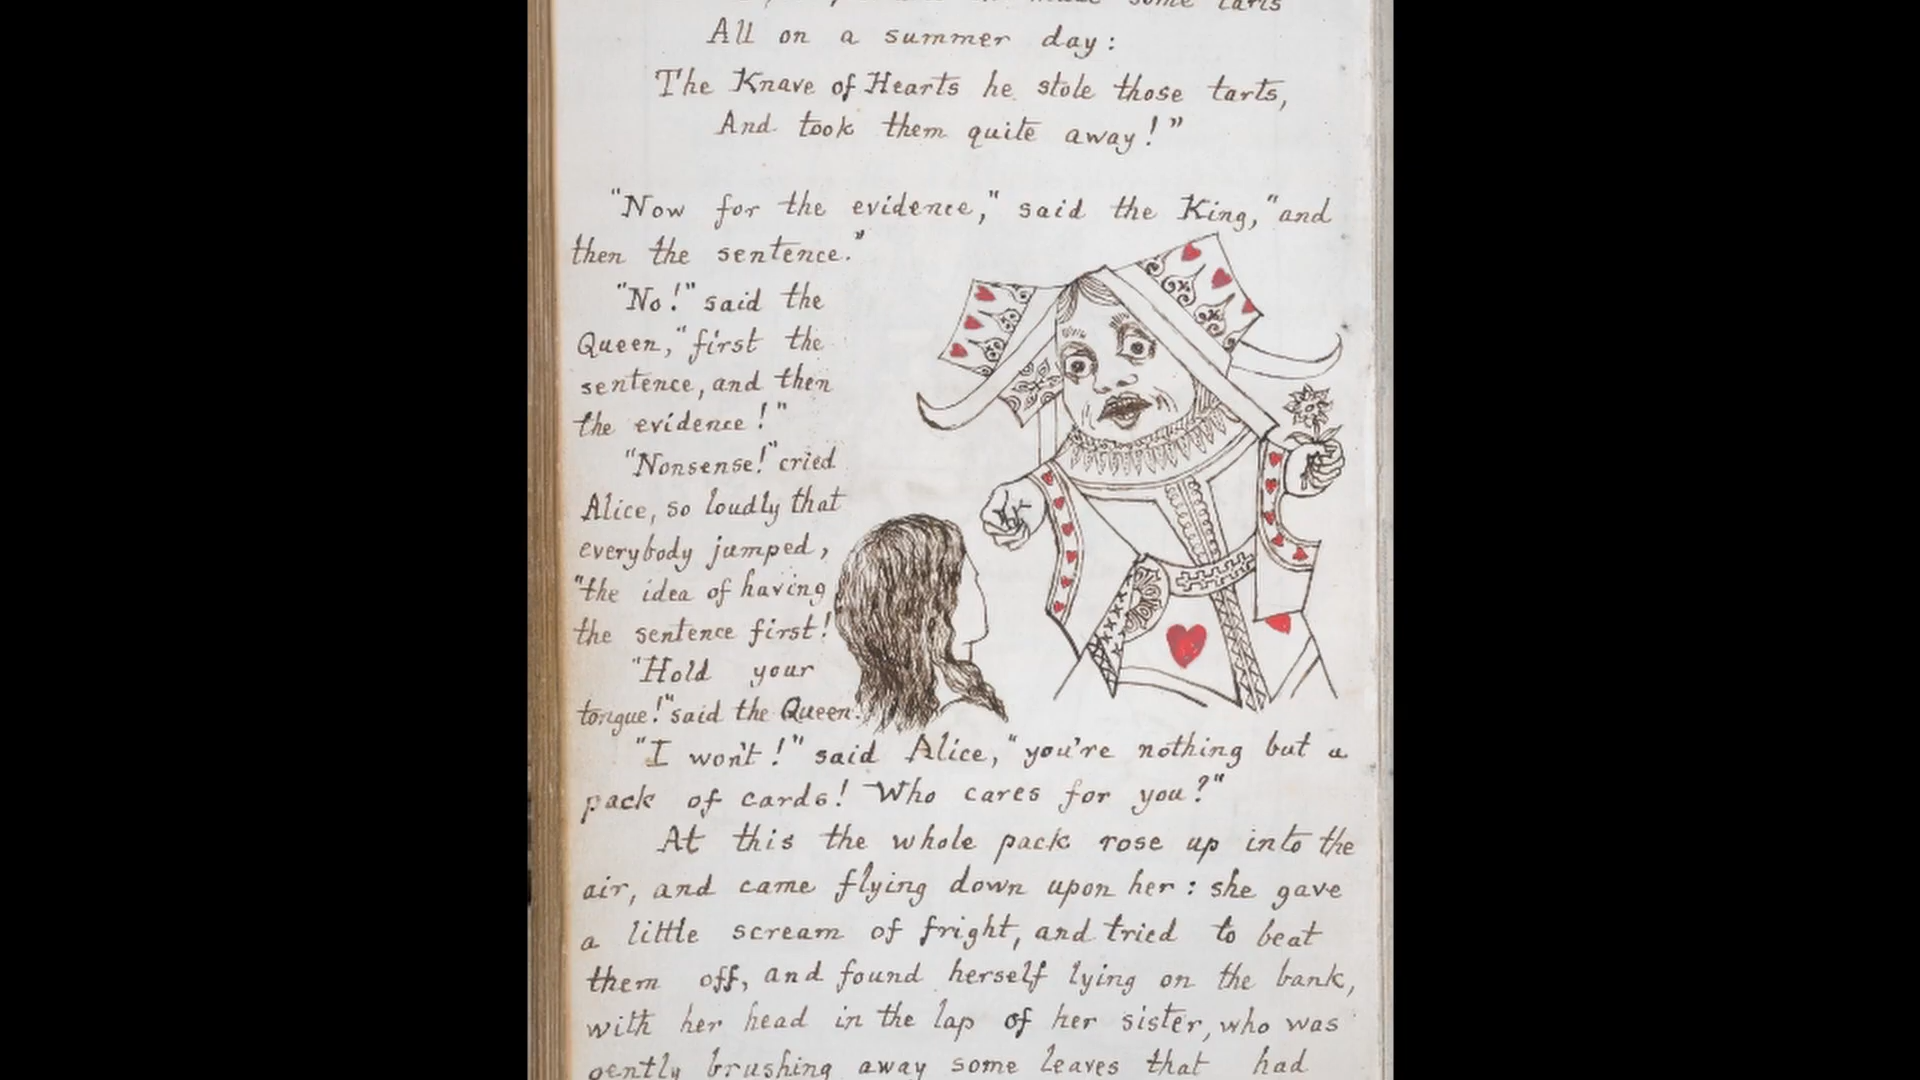 some tarts
All on a summer day:
The Knave of Hearts he stole those tarts,
And took them quite away!"
"Now for the evidence," said the King, "and
then the sentence."
"No!" said the
Queen, "first the
sentence, and then
the evidence!"
"Nonsense!" cried
Alice, so loudly that
everybody jumped,
"the idea of having
the sentence first!
"Hold your
tongue!" said the Queen.
"I won't!" said Alice, "you're nothing but a
pack of cards! Who cares for you?"
At this the whole pack rose up into the
air, and came flying down upon her: she gave
a little scream of fright, and tried to beat
them off, and found herself lying on the bank,
with her head in the lap of her sister, who was
gently brushing away some leaves that had